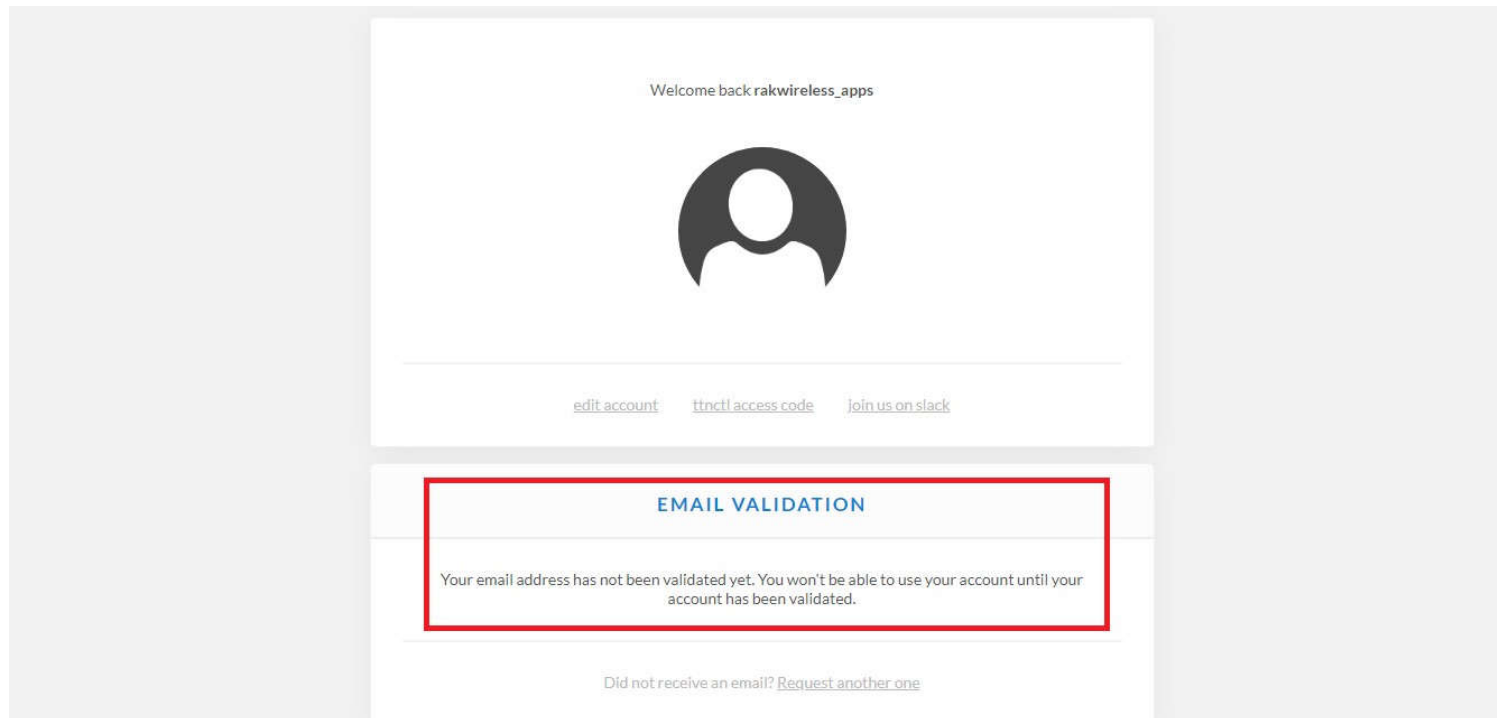 Welcome back rakwireless_apps
edit account ttnctl access code join us on slack
EMAIL VALIDATION
Your email address has not been validated yet. You won't be able to use your account until your
account has been validated.
Did not receive an email? Request another one